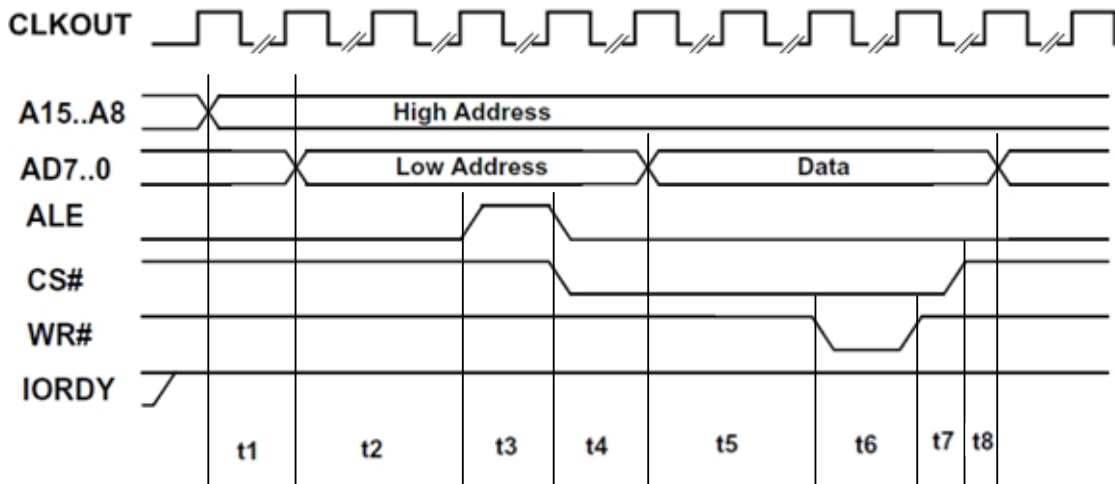 CLKOUT
A15..A8 High Address
AD7..0 Low Address Data
ALE
CS#
WR#
IORDY
t1 t2 t3 t4 t5 t6 t7 t8